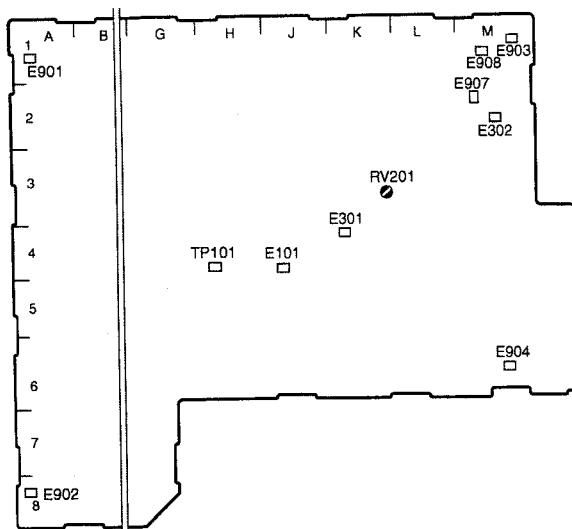 A B G H J K L M
1
E901
E903
E908
E907
2
E302
3
RV201
E301
4
TP101 E101
5
E904
6
7
E902
8